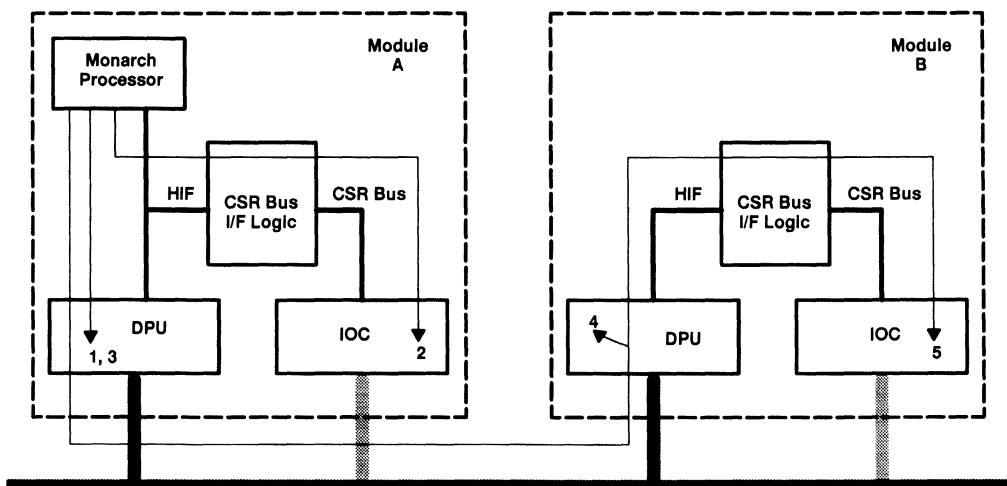 Monarch
Processor
Module
A
HIF
CSR Bus
I/F Logic
CSR Bus
DPU
1, 3
IOC
2
Module
B
HIF
CSR Bus
I/F Logic
CSR Bus
4
DPU
IOC
5